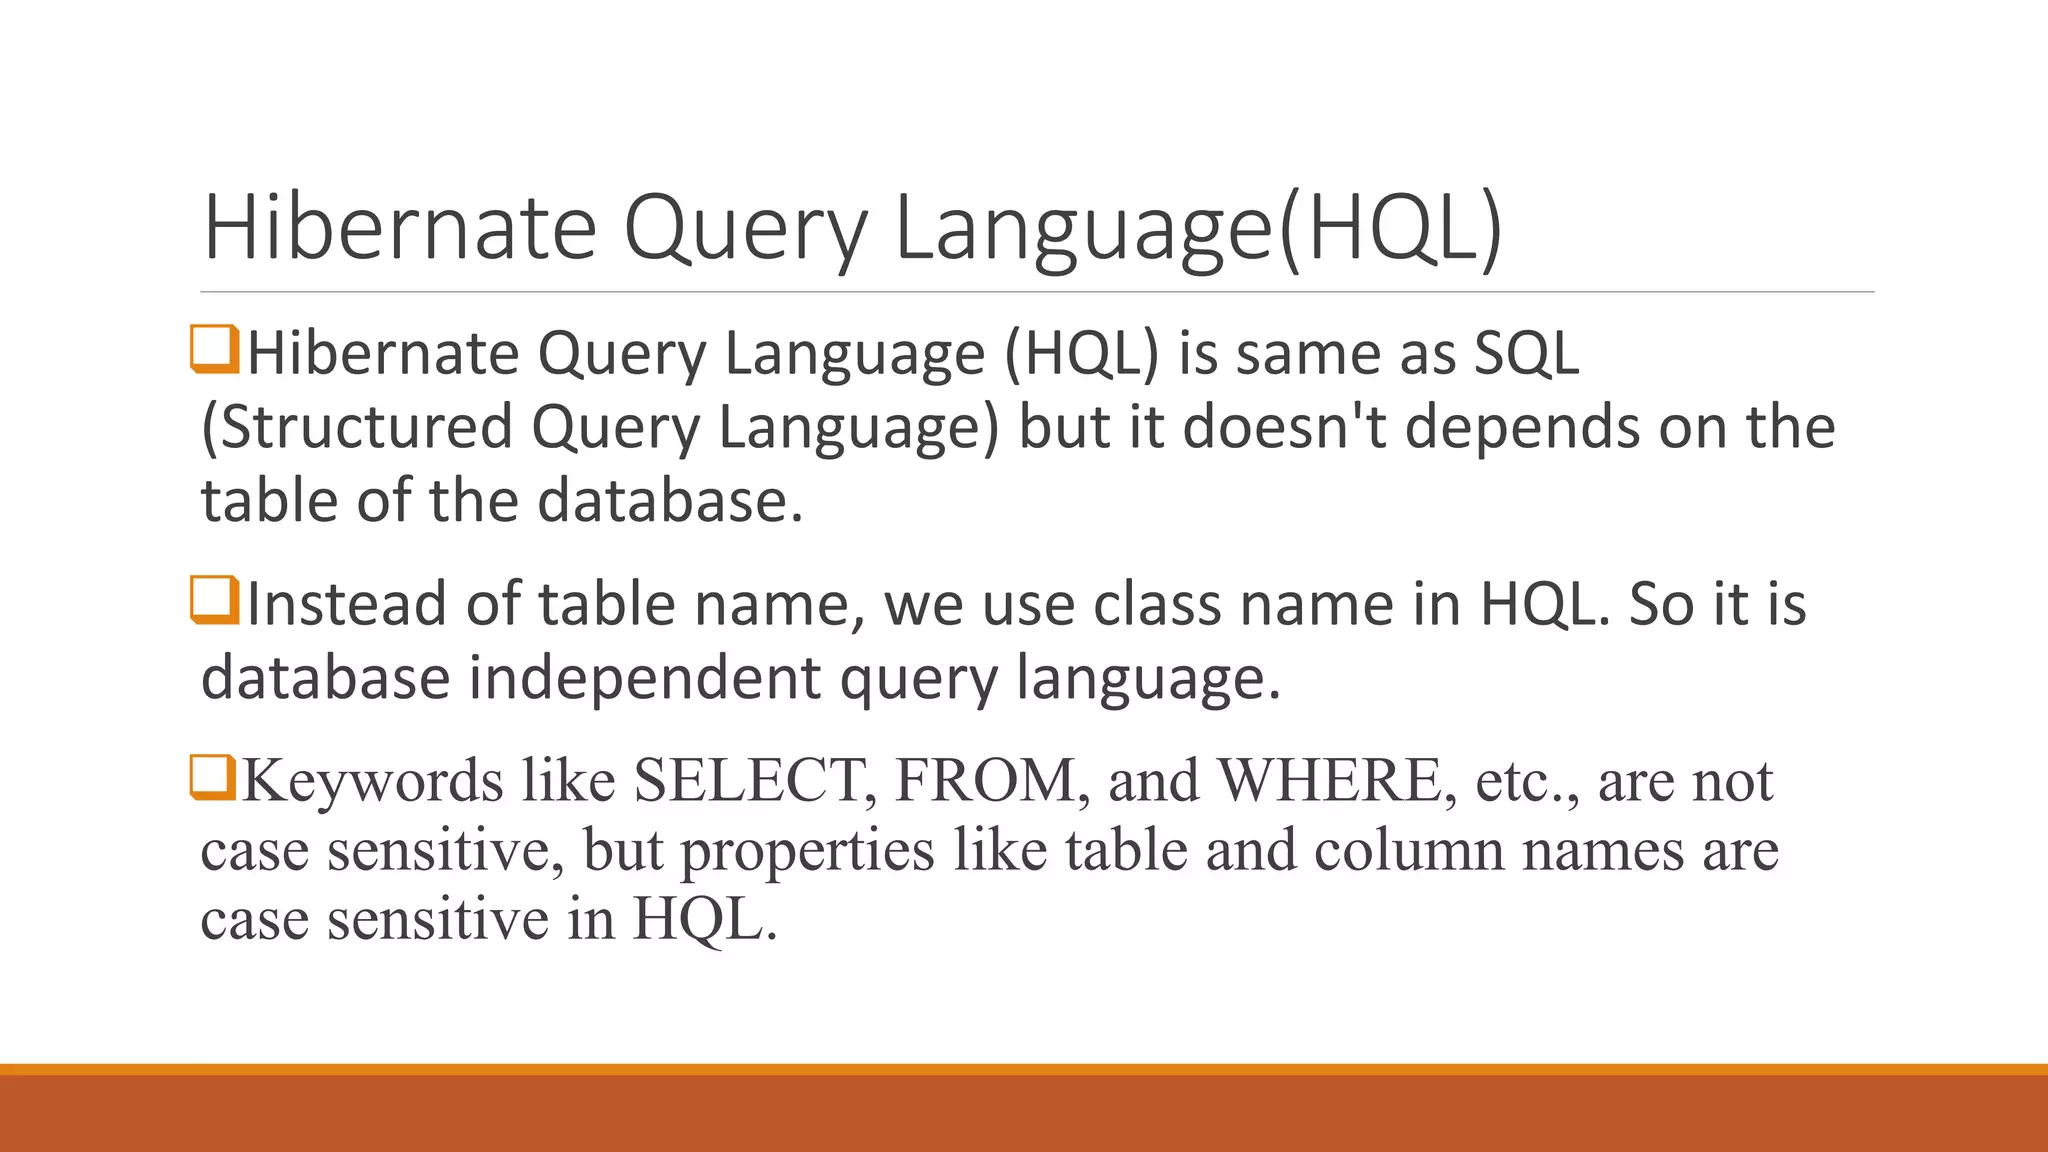 Hibernate Query Language(HQL)
Hibernate Query Language (HQL) is same as SQL
(Structured Query Language) but it doesn't depends on the
table of the database.
Instead of table name, we use class name in HQL. So it is
database independent query language.
Keywords like SELECT, FROM, and WHERE, etc., are not
case sensitive, but properties like table and column names are
case sensitive in HQL.